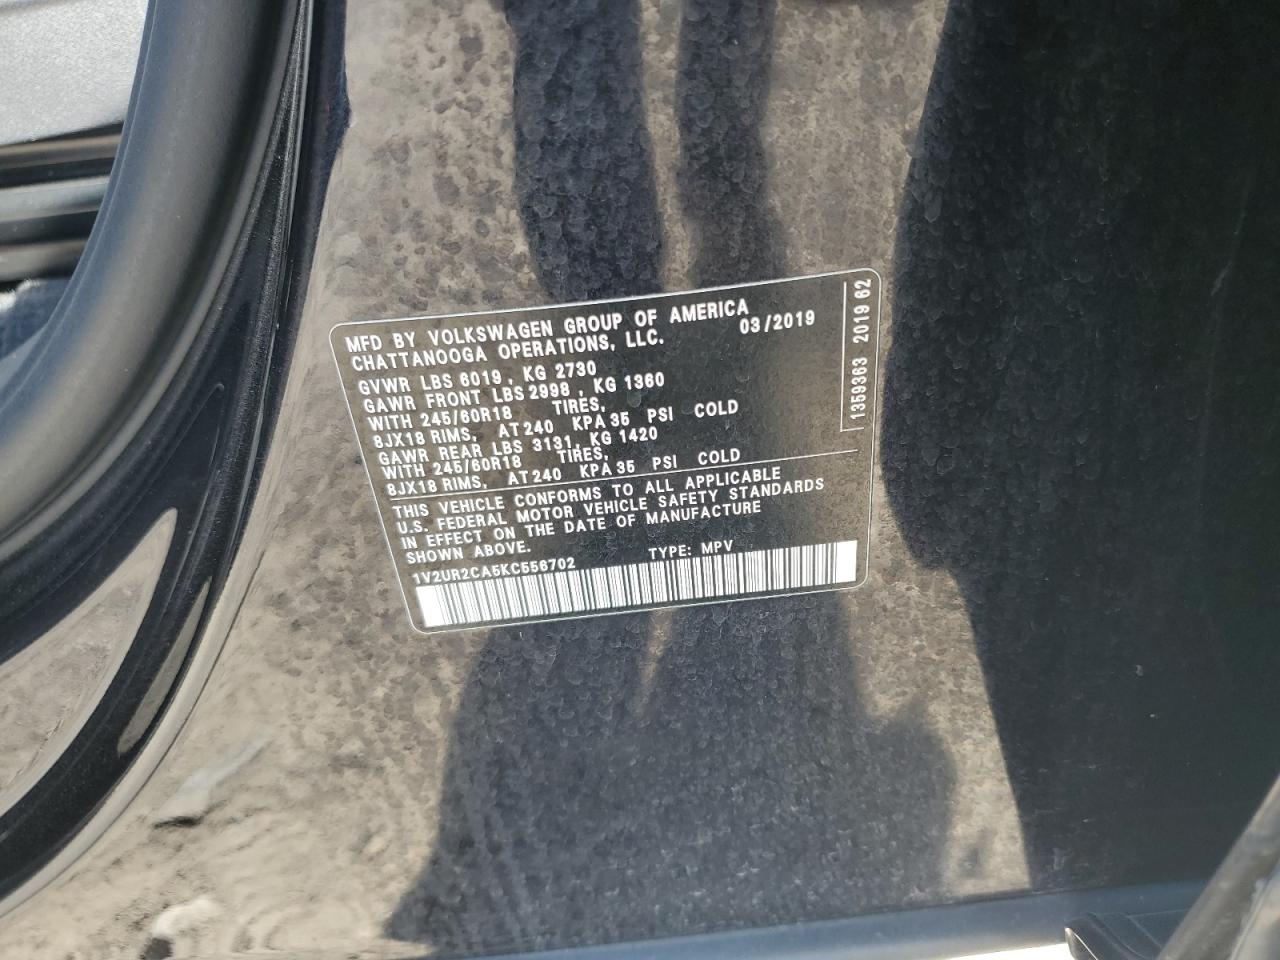 MFD BY VOLKSWAGEN GROUP OF AMERICA
CHATTANOOGA OPERATIONS, LLC. 03/2019
GVWR LBS 6019 , KG 2730
GAWR FRONT LBS 2998 , KG 1360
WITH 245/60R18 TIRES,
8JX18 RIMS, AT 240 KPA 35 PSI COLD
GAWR REAR LBS 3131, KG 1420
WITH 245/60R18 TIRES,
8JX18 RIMS, AT 240 KPA 35 PSI COLD
THIS VEHICLE CONFORMS TO ALL APPLICABLE
U.S. FEDERAL MOTOR VEHICLE SAFETY STANDARDS
IN EFFECT ON THE DATE OF MANUFACTURE
SHOWN ABOVE.
1V2UR2CA5KC556702 TYPE: MPV
1359363 2019 62